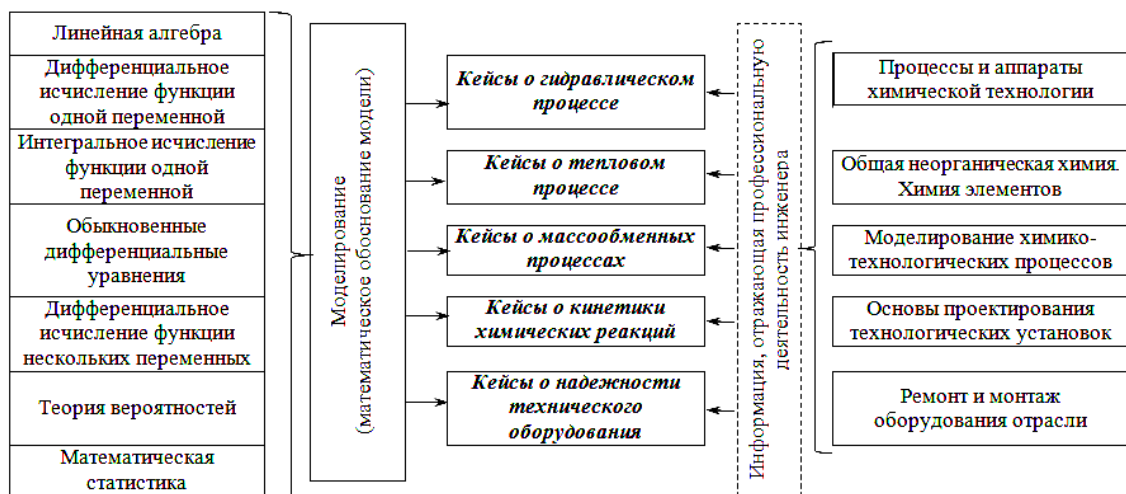 Линейная алгебра
Дифференциальное
исчисление функции
одной переменной
Интегральное исчисление
функции одной
переменной
Обыкновенные
дифференциальные
уравнения
Дифференциальное
исчисление функции
нескольких переменных
Теория вероятностей
Математическая
статистика
Моделирование
(математическое обоснование модели)
Кейсы о гидравлическом
процессе
Кейсы о тепловом
процессе
Кейсы о массообменных
процессах
Кейсы о кинетики
химических реакций
Кейсы о надежности
технического
оборудования
Информация, отражающая профессиональную
деятельность инженера
Процессы и аппараты
химической технологии
Общая неорганическая химия.
Химия элементов
Моделирование химико-
технологических процессов
Основы проектирования
технологических установок
Ремонт и монтаж
оборудования отрасли